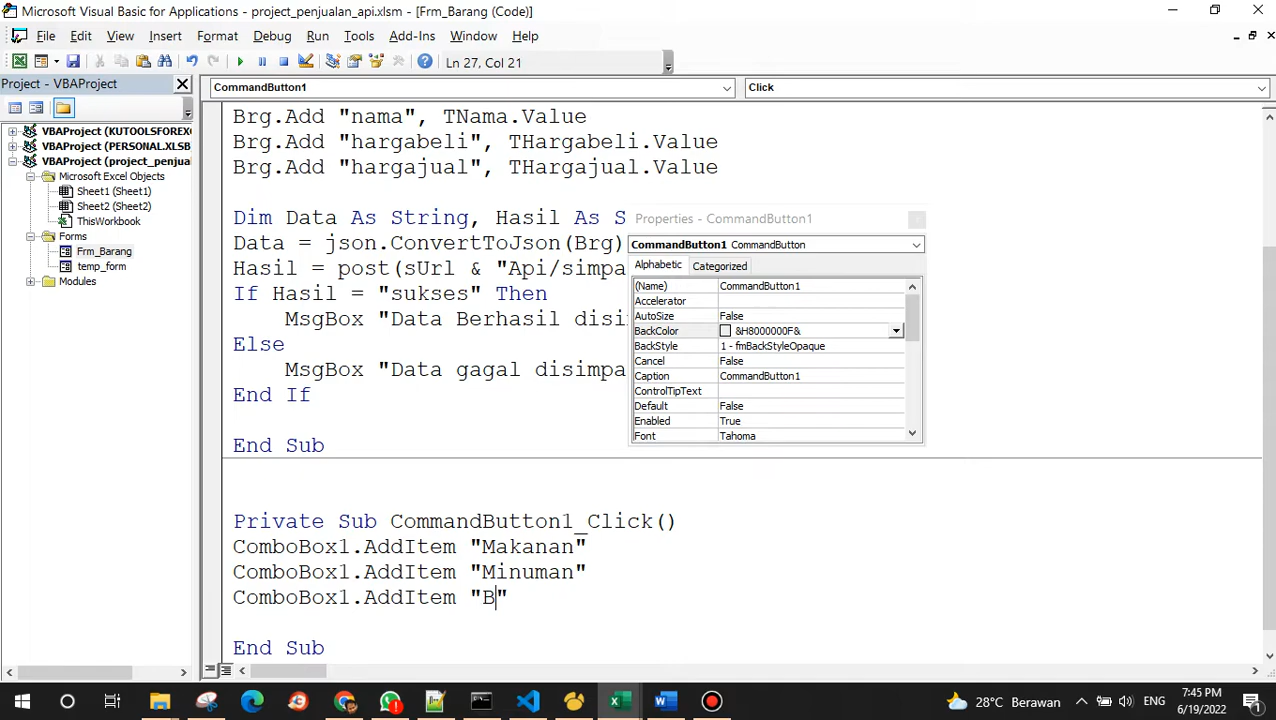 Microsoft Visual Basic for Applications - project_penjualan_api.xlsm - [Frm_Barang (Code)]
File Edit View Insert Format Debug Run Tools Add-Ins Window Help
Ln 27, Col 21
Project - VBAProject
VBAProject (KUTOOLSFOREX
VBAProject (PERSONAL.XLSB
VBAProject (project_penjua
Microsoft Excel Objects
Sheet1 (Sheet1)
Sheet2 (Sheet2)
ThisWorkbook
Forms
Frm_Barang
temp_form
Modules
CommandButton1 Click
Brg.Add "nama", TNama.Value
Brg.Add "hargabeli", THargabeli.Value
Brg.Add "hargajual", THargajual.Value
Dim Data As String, Hasil As S
Data = json.ConvertToJson(Brg)
Hasil = post(sUrl & "Api/simpa
If Hasil = "sukses" Then
MsgBox "Data Berhasil disi
Else
MsgBox "Data gagal disimpa
End If
End Sub
Private Sub CommandButton1_Click()
ComboBox1.AddItem "Makanan"
ComboBox1.AddItem "Minuman"
ComboBox1.AddItem "B"
End Sub
Properties - CommandButton1
CommandButton1 CommandButton
Alphabetic Categorized
(Name) CommandButton1
Accelerator
AutoSize False
BackColor &H8000000F&
BackStyle 1 - fmBackStyleOpaque
Cancel False
Caption CommandButton1
ControlTipText
Default False
Enabled True
Font Tahoma
28°C Berawan ENG 7:45 PM
6/19/2022